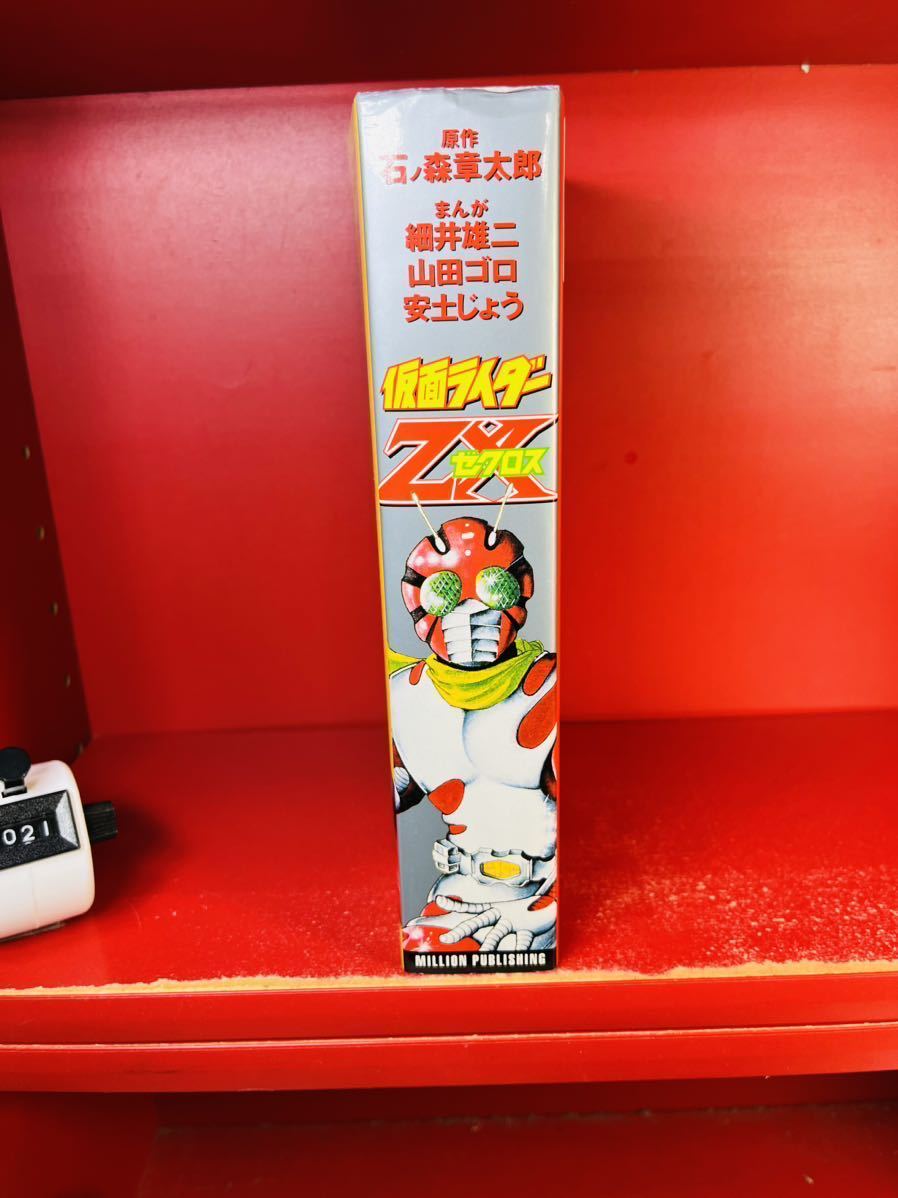 原作
石ノ森章太郎
まんが
細井雄二
山田ゴロ
安土じょう
仮面ライダー
ZX
ゼクロス
MILLION PUBLISHING
021